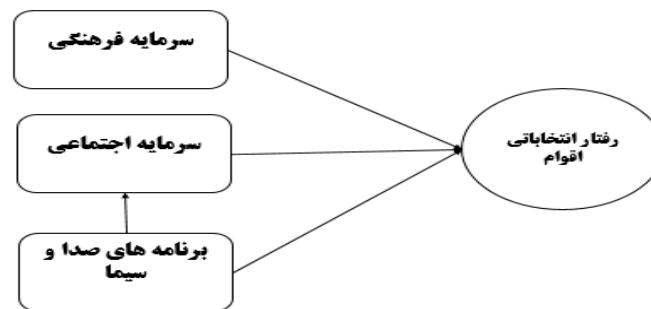 سرمایه فرهنگی
سرمایه اجتماعی
برنامه های صدا و
سیما
رفتار انتخاباتی
اقوام